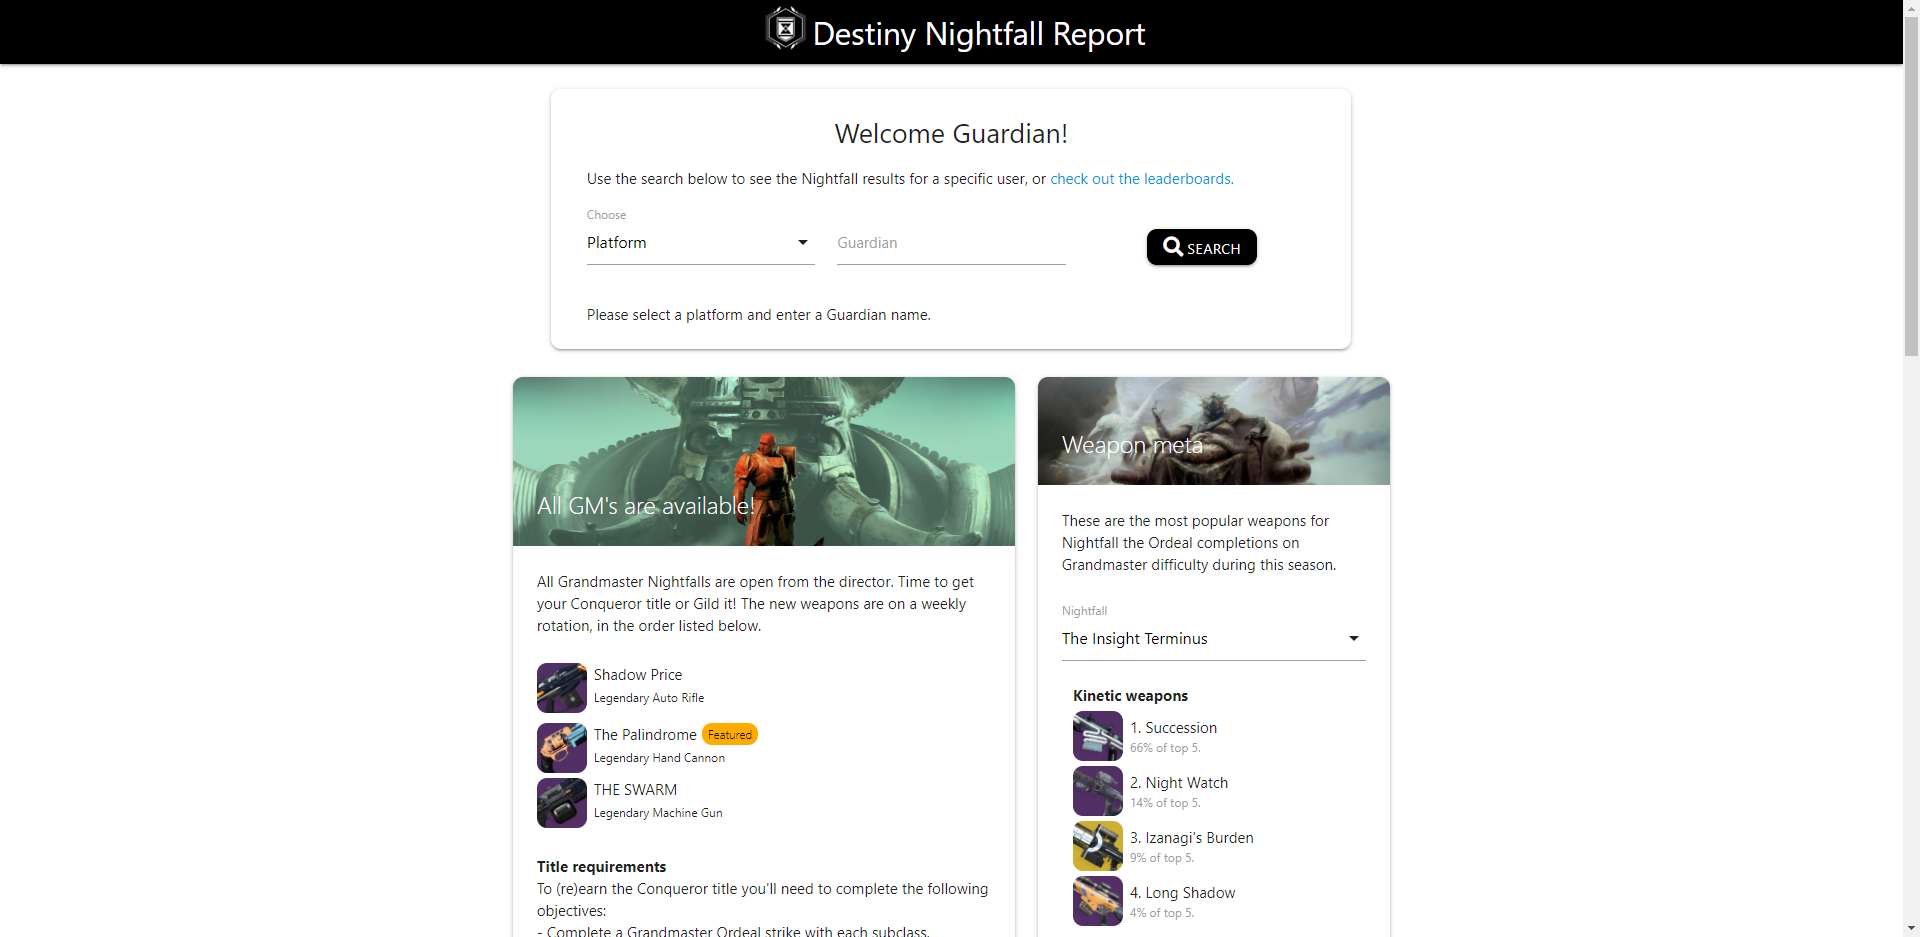 Destiny Nightfall Report
Welcome Guardian!
Use the search below to see the Nightfall results for a specific user, or check out the leaderboards.
Choose
Platform
Guardian
SEARCH
Please select a platform and enter a Guardian name.
All GM's are available!
All Grandmaster Nightfalls are open from the director. Time to get
your Conqueror title or Gild it! The new weapons are on a weekly
rotation, in the order listed below.
Shadow Price
Legendary Auto Rifle
The Palindrome Featured
Legendary Hand Cannon
THE SWARM
Legendary Machine Gun
Title requirements
To (re)earn the Conqueror title you'll need to complete the following
objectives:
- Complete a Grandmaster Ordeal strike with each subclass.
Weapon meta
These are the most popular weapons for
Nightfall the Ordeal completions on
Grandmaster difficulty during this season.
Nightfall
The Insight Terminus
Kinetic weapons
1. Succession
66% of top 5.
2. Night Watch
14% of top 5.
3. Izanagi's Burden
9% of top 5.
4. Long Shadow
4% of top 5.